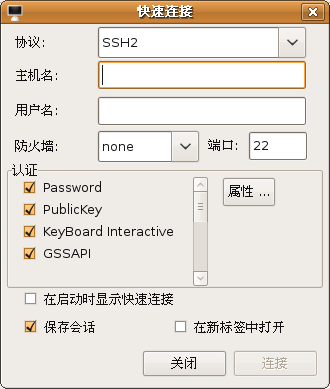 快速连接
协议: SSH2
主机名:
用户名:
防火墙: none 端口: 22
认证
Password
PublicKey
KeyBoard Interactive
GSSAPI
属性 ...
在启动时显示快速连接
保存会话 在新标签中打开
关闭 连接